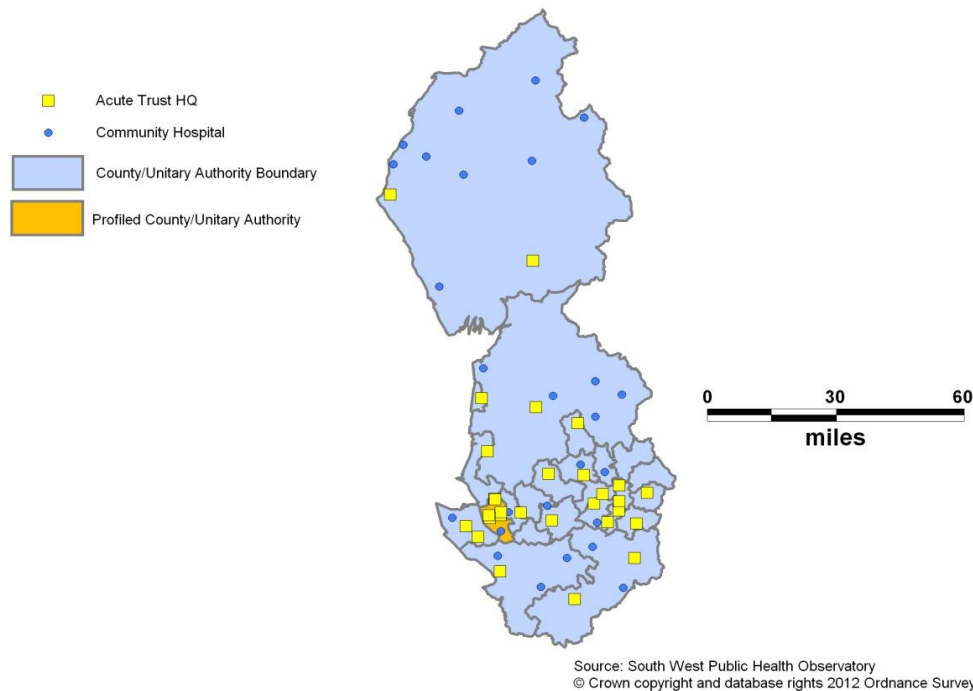 Acute Trust HQ
Community Hospital
County/Unitary Authority Boundary
Profiled County/Unitary Authority
0 30 60
miles
Source: South West Public Health Observatory
© Crown copyright and database rights 2012 Ordnance Survey